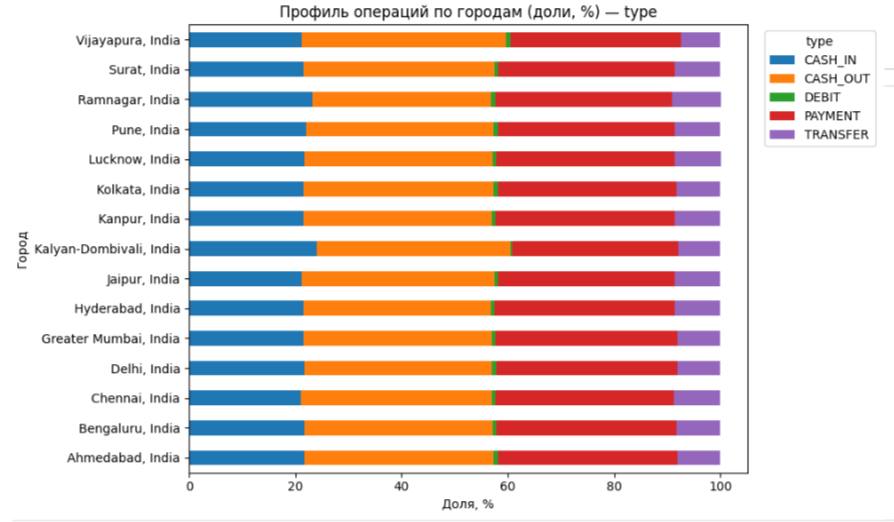 Профиль операций по городам (доли, %) — type
Vijayapura, India
Surat, India
Ramnagar, India
Pune, India
Lucknow, India
Kolkata, India
Kanpur, India
Kalyan-Dombivali, India
Jaipur, India
Hyderabad, India
Greater Mumbai, India
Delhi, India
Chennai, India
Bengaluru, India
Ahmedabad, India
Город
0 20 40 60 80 100
Доля, %
type
CASH_IN
CASH_OUT
DEBIT
PAYMENT
TRANSFER